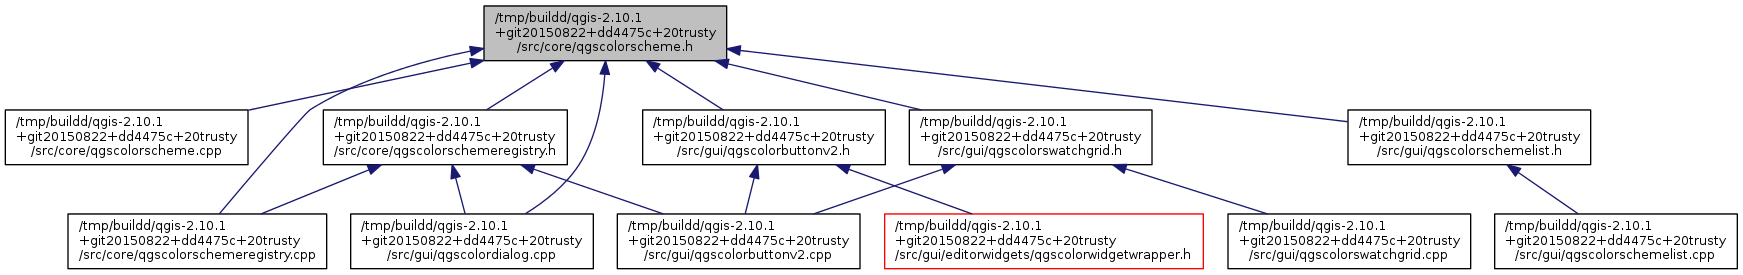 /tmp/buildd/qgis-2.10.1
+git20150822+dd4475c+20trusty
/src/core/qgscolorscheme.h
/tmp/buildd/qgis-2.10.1
+git20150822+dd4475c+20trusty
/src/core/qgscolorscheme.cpp
/tmp/buildd/qgis-2.10.1
+git20150822+dd4475c+20trusty
/src/core/qgscolorschemeregistry.h
/tmp/buildd/qgis-2.10.1
+git20150822+dd4475c+20trusty
/src/gui/qgscolorbuttonv2.h
/tmp/buildd/qgis-2.10.1
+git20150822+dd4475c+20trusty
/src/gui/qgscolorswatchgrid.h
/tmp/buildd/qgis-2.10.1
+git20150822+dd4475c+20trusty
/src/gui/qgscolorschemelist.h
/tmp/buildd/qgis-2.10.1
+git20150822+dd4475c+20trusty
/src/core/qgscolorschemeregistry.cpp
/tmp/buildd/qgis-2.10.1
+git20150822+dd4475c+20trusty
/src/gui/qgscolordialog.cpp
/tmp/buildd/qgis-2.10.1
+git20150822+dd4475c+20trusty
/src/gui/qgscolorbuttonv2.cpp
/tmp/buildd/qgis-2.10.1
+git20150822+dd4475c+20trusty
/src/gui/editorwidgets/qgscolorwidgetwrapper.h
/tmp/buildd/qgis-2.10.1
+git20150822+dd4475c+20trusty
/src/gui/qgscolorswatchgrid.cpp
/tmp/buildd/qgis-2.10.1
+git20150822+dd4475c+20trusty
/src/gui/qgscolorschemelist.cpp